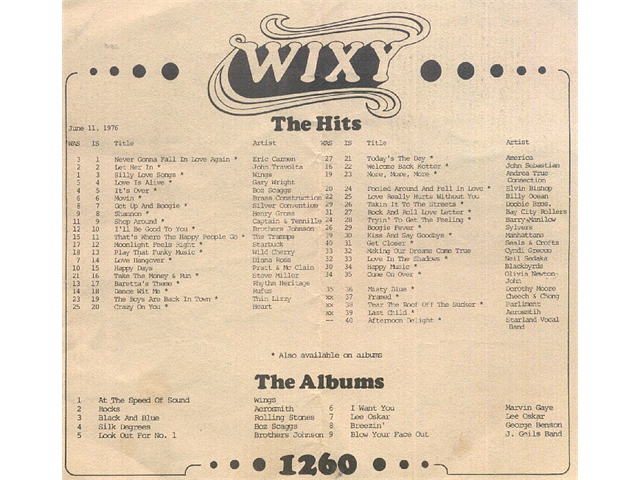 WIXY
The Hits
June 11, 1976
WAS IS Title Artist
3 1 Never Gonna Fall In Love Again * Eric Carmen
2 2 Let Her In * John Travolta
1 3 Silly Love Songs * Wings
5 4 Love Is Alive * Gary Wright
4 5 It's Over * Boz Scaggs
6 6 Movin * Brass Construction
8 7 Get Up And Boogie * Silver Convention
9 8 Shannon * Henry Gross
11 9 Shop Around * Captain & Tennille
12 10 I'll Be Good To You * Brothers Johnson
15 11 That's Where The Happy People Go * The Tramps
17 12 Moonlight Feels Right * Starbuck
18 13 Play That Funky Music * Wild Cherry
7 14 Love Hangover * Diana Ross
10 15 Happy Days Pratt & Mc Clain
21 16 Take The Money & Run * Steve Miller
13 17 Baretta's Theme * Rhythm Heritage
14 18 Dance Wit Me * Rufus
23 19 The Boys Are Back In Town * Thin Lizzy
25 20 Crazy On You * Heart
WAS IS Title Artist
27 21 Today's The Day * America
16 22 Welcome Back Kotter * John Sebastian
19 23 More, More, More * Andrea True
Connection
20 24 Fooled Around And Fell in Love * Elvin Bishop
22 25 Love Really Hurts Without You Billy Ocean
29 26 Takin It To The Streets * Doobie Bros.
31 27 Rock And Roll Love Letter * Bay City Rollers
24 28 Tryin' To Get The Feeling * Barry Manilow
26 29 Boogie Fever * Sylvers
39 30 Kiss And Say Goodbye * Manhattans
40 31 Get Closer * Seals & Crofts
33 32 Making Our Dreams Come True Cyndi Grecco
32 33 Love In The Shadows * Neil Sedaka
30 34 Happy Music * Blackbyrds
34 35 Come On Over Olivia Newton-
John
35 36 Misty Blue * Dorothy Moore
xx 37 Framed * Cheech & Chong
xx 38 Tear The Roof Off The Sucker * Parliment
xx 39 Last Child * Aerosmith
-- 40 Afternoon Delight * Starland Vocal
Band
* Also available on albums
The Albums
1 At The Speed Of Sound Wings
2 Rocks Aerosmith
3 Black And Blue Rolling Stones
4 Silk Degrees Boz Scaggs
5 Look Out For No. 1 Brothers Johnson
6 I Want You Marvin Gaye
7 Lee Oskar Lee Oskar
8 Breezin' George Benson
9 Blow Your Face Out J. Geils Band
1260